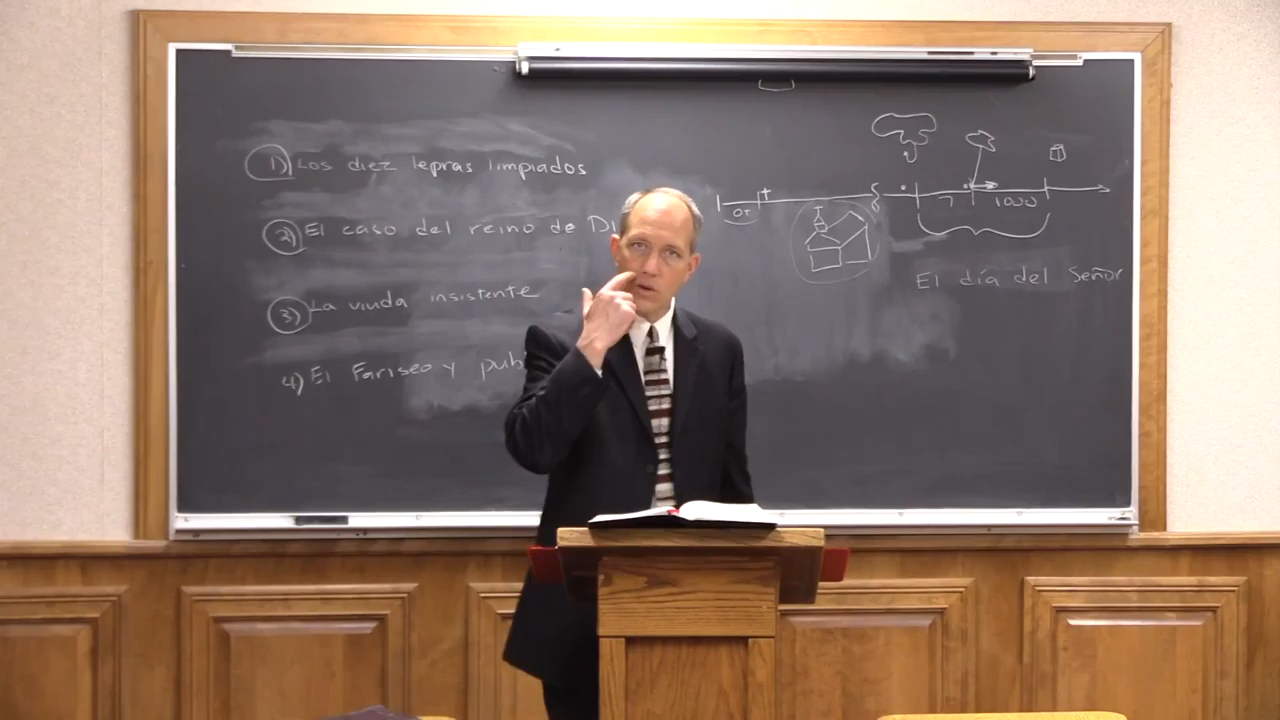 1) Los diez lepras limpiados
2) El caso del reino de Di
3) La viuda insistente
4) El Fariseo y pub
OT
7
1000
El día del Señor